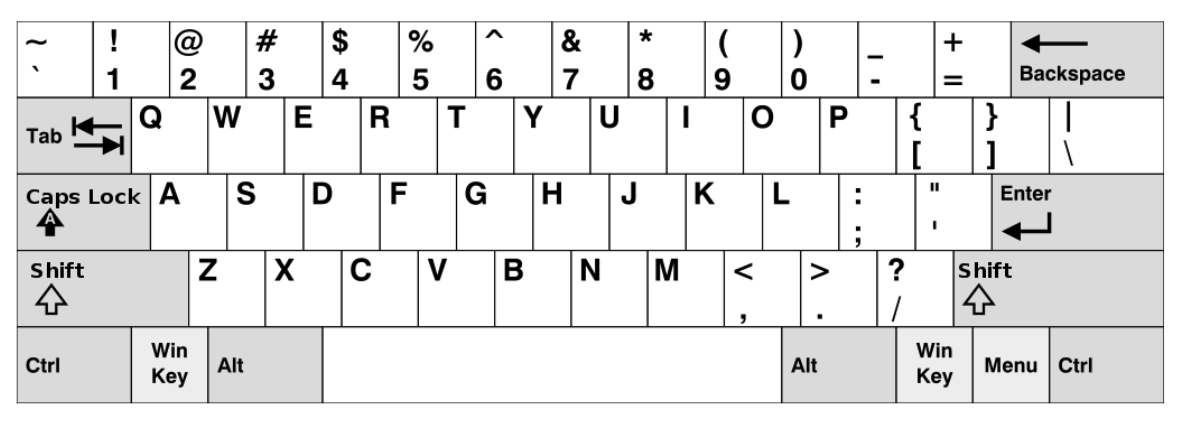 ~ ! @ # $ % ^ & * ( ) _ +
` 1 2 3 4 5 6 7 8 9 0 - = Backspace
Tab Q W E R T Y U I O P { } |
[ ] \
Caps Lock A S D F G H J K L : " Enter
A ; '
Shift Z X C V B N M < > ? Shift
, . /
Ctrl Win Key Alt Alt Win Key Menu Ctrl